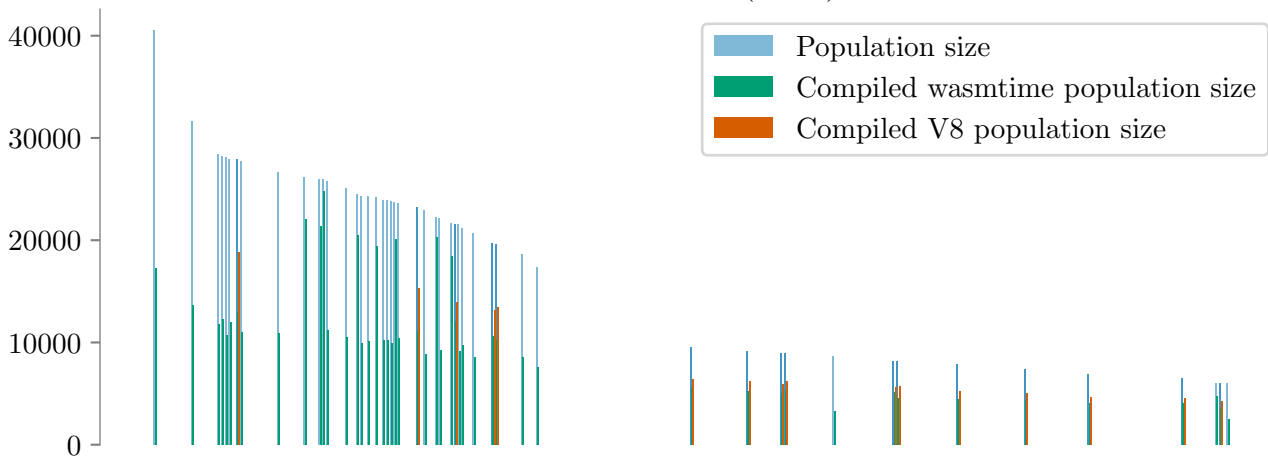 40000
30000
20000
10000
0
Population size
Compiled wasmtime population size
Compiled V8 population size